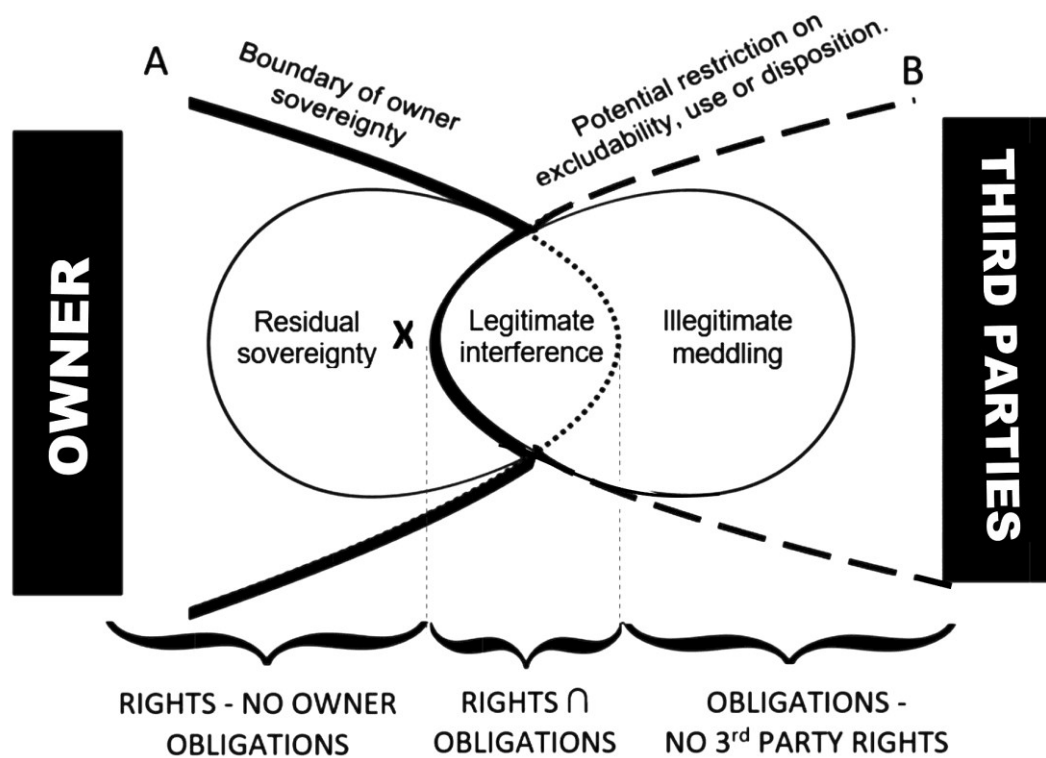 A
Boundary of owner
sovereignty
Potential restriction on
excludability, use or disposition.
B
OWNER
Residual
sovereignty
X
Legitimate
interference
Illegitimate
meddling
THIRD PARTIES
RIGHTS - NO OWNER
OBLIGATIONS
RIGHTS ∩
OBLIGATIONS
OBLIGATIONS -
NO 3rd PARTY RIGHTS